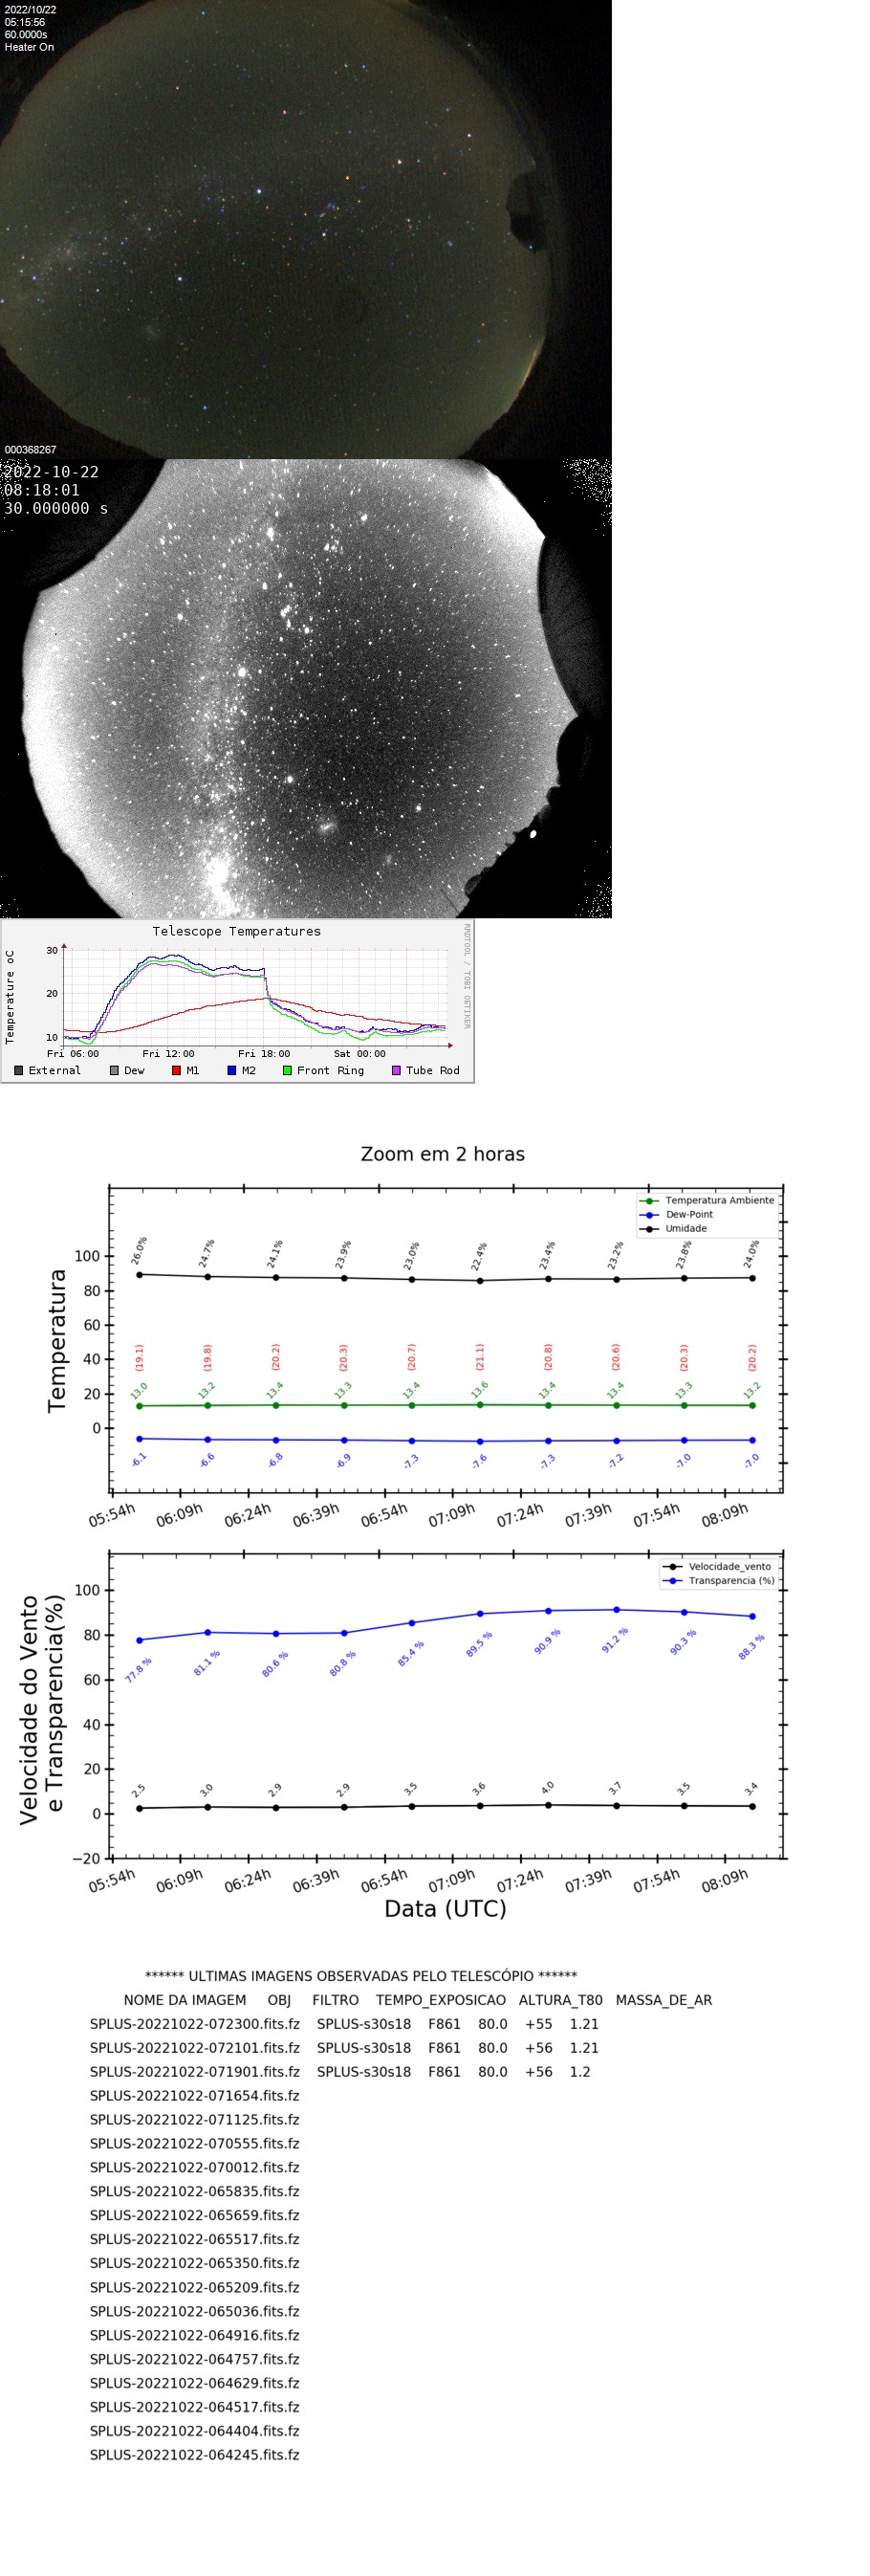 2022/10/22
05:15:56
60.0000s
Heater On
000368267
2022-10-22
08:18:01
30.000000 s
Telescope Temperatures
RRDTOOL / TOBI OETIKER
Temperature oC
30
20
10
Fri 06:00 Fri 12:00 Fri 18:00 Sat 00:00
External Dew M1 M2 Front Ring Tube Rod
Zoom em 2 horas
Temperatura Ambiente
Dew-Point
Umidade
Temperatura
100
80
60
40
20
0
26.0% 24.7% 24.1% 23.9% 23.0% 22.4% 23.4% 23.2% 23.8% 24.0%
(19.1) (19.8) (20.2) (20.3) (20.7) (21.1) (20.8) (20.6) (20.3) (20.2)
13.0 13.2 13.4 13.3 13.4 13.6 13.4 13.4 13.3 13.2
-6.1 -6.6 -6.8 -6.9 -7.3 -7.6 -7.3 -7.2 -7.0 -7.0
05:54h 06:09h 06:24h 06:39h 06:54h 07:09h 07:24h 07:39h 07:54h 08:09h
Velocidade_vento
Transparencia (%)
Velocidade do Vento
e Transparencia(%)
100
80
60
40
20
0
−20
77.8 % 81.1 % 80.6 % 80.8 % 85.4 % 89.5 % 90.9 % 91.2 % 90.3 % 88.3 %
2.5 3.0 2.9 2.9 3.5 3.6 4.0 3.7 3.5 3.4
05:54h 06:09h 06:24h 06:39h 06:54h 07:09h 07:24h 07:39h 07:54h 08:09h
Data (UTC)
****** ULTIMAS IMAGENS OBSERVADAS PELO TELESCÓPIO ******
NOME DA IMAGEM OBJ FILTRO TEMPO_EXPOSICAO ALTURA_T80 MASSA_DE_AR
SPLUS-20221022-072300.fits.fz SPLUS-s30s18 F861 80.0 +55 1.21
SPLUS-20221022-072101.fits.fz SPLUS-s30s18 F861 80.0 +56 1.21
SPLUS-20221022-071901.fits.fz SPLUS-s30s18 F861 80.0 +56 1.2
SPLUS-20221022-071654.fits.fz
SPLUS-20221022-071125.fits.fz
SPLUS-20221022-070555.fits.fz
SPLUS-20221022-070012.fits.fz
SPLUS-20221022-065835.fits.fz
SPLUS-20221022-065659.fits.fz
SPLUS-20221022-065517.fits.fz
SPLUS-20221022-065350.fits.fz
SPLUS-20221022-065209.fits.fz
SPLUS-20221022-065036.fits.fz
SPLUS-20221022-064916.fits.fz
SPLUS-20221022-064757.fits.fz
SPLUS-20221022-064629.fits.fz
SPLUS-20221022-064517.fits.fz
SPLUS-20221022-064404.fits.fz
SPLUS-20221022-064245.fits.fz